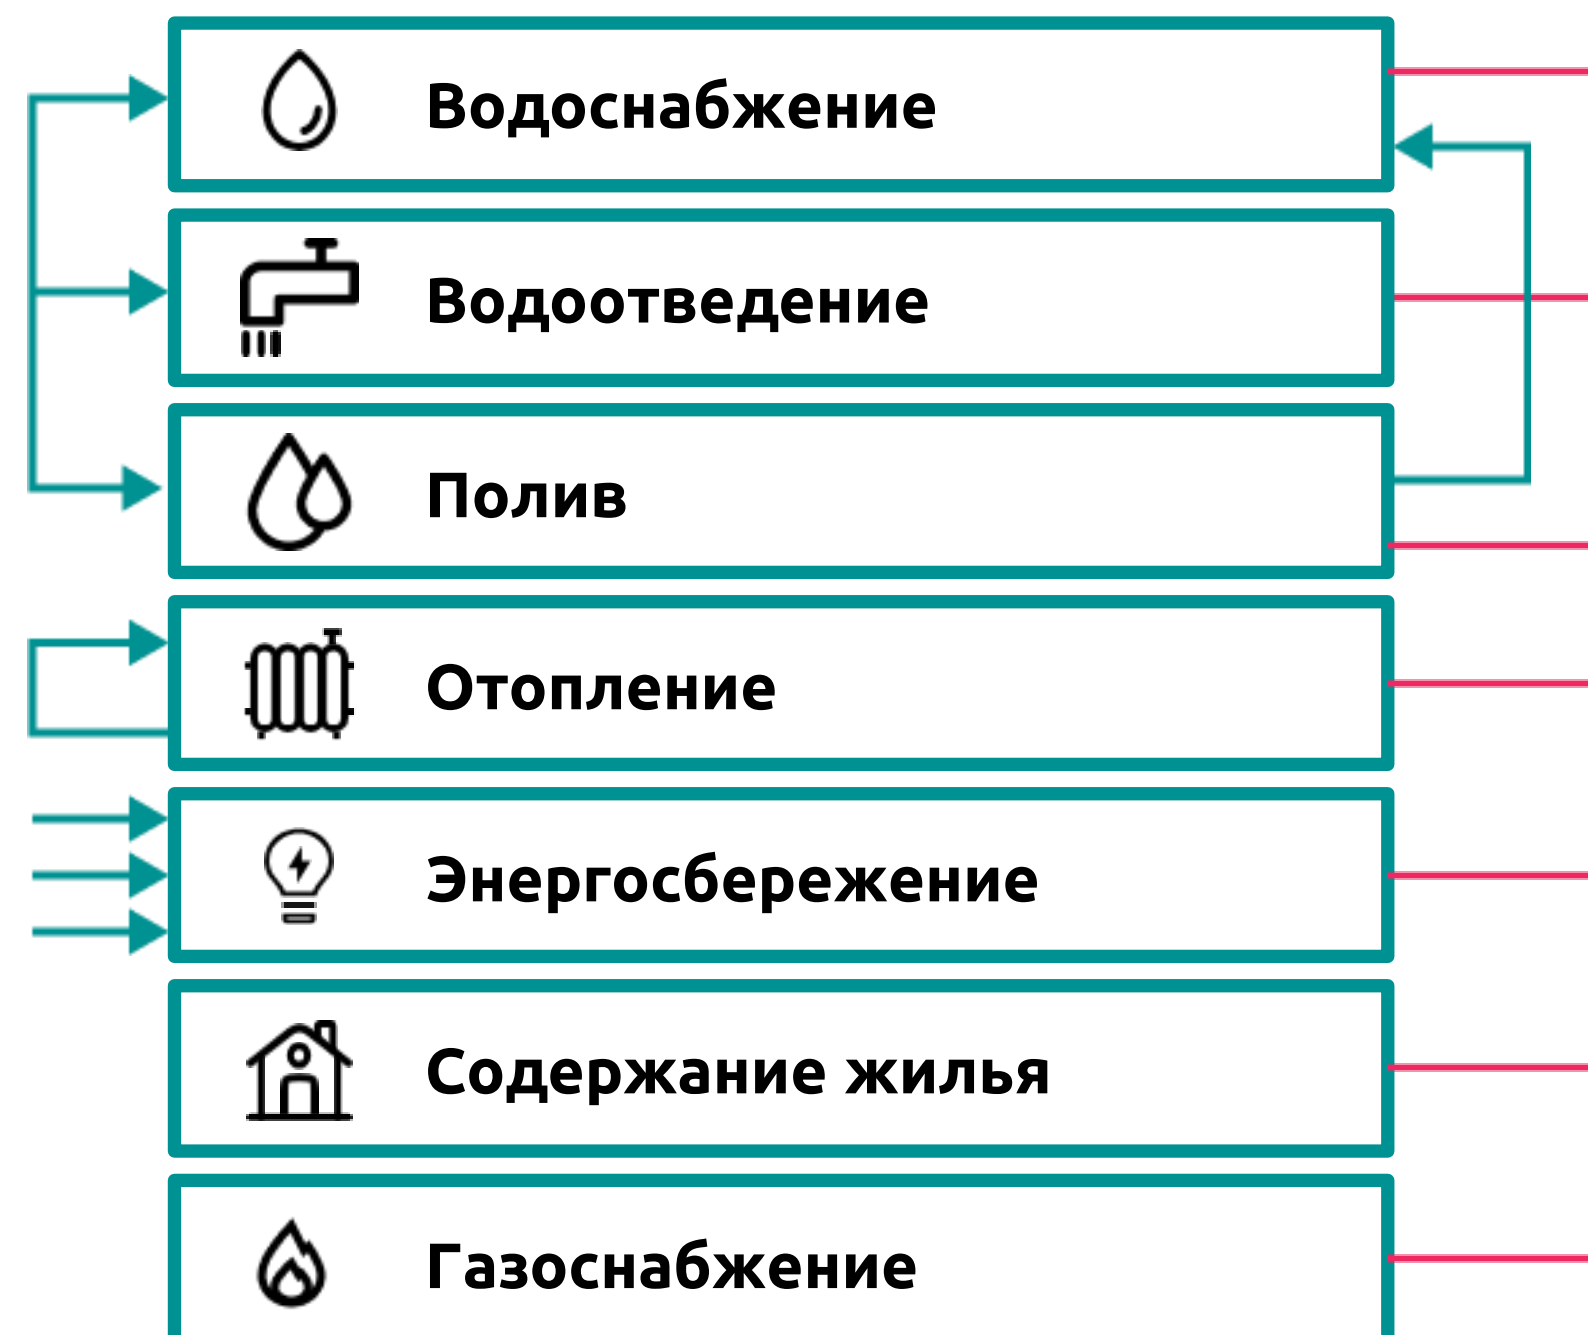 Водоснабжение
Водоотведение
Полив
Отопление
Энергосбережение
Содержание жилья
Газоснабжение